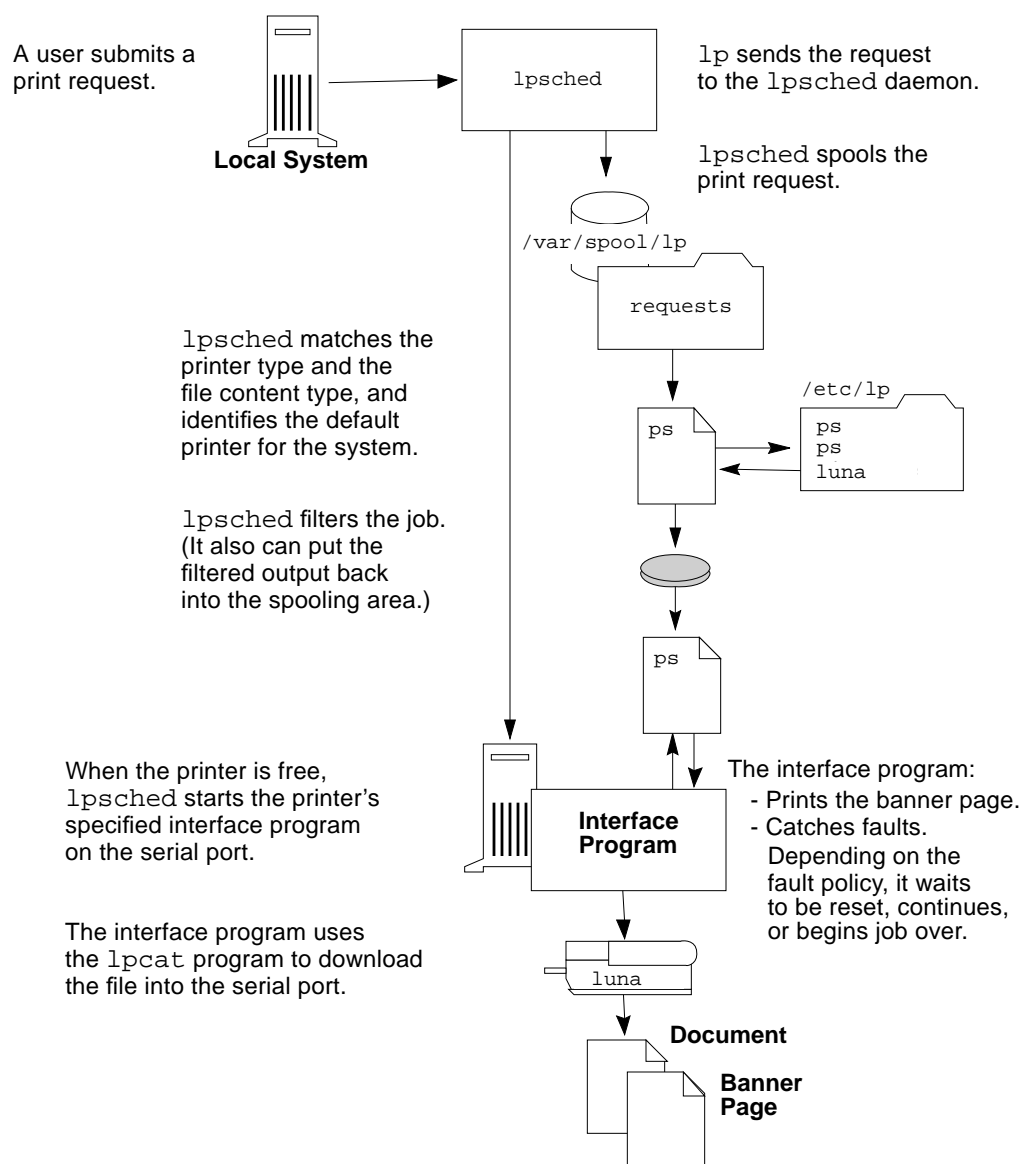 A user submits a
print request.
lpsched
lp sends the request
to the lpsched daemon.
Local System
lpsched spools the
print request.
/var/spool/lp
requests
lpsched matches the
printer type and the
file content type, and
identifies the default
printer for the system.
/etc/lp
ps
ps
ps
luna
lpsched filters the job.
(It also can put the
filtered output back
into the spooling area.)
ps
When the printer is free,
lpsched starts the printer's
specified interface program
on the serial port.
Interface
Program
The interface program:
- Prints the banner page.
- Catches faults.
Depending on the
fault policy, it waits
to be reset, continues,
or begins job over.
The interface program uses
the lpcat program to download
the file into the serial port.
luna
Document
Banner
Page